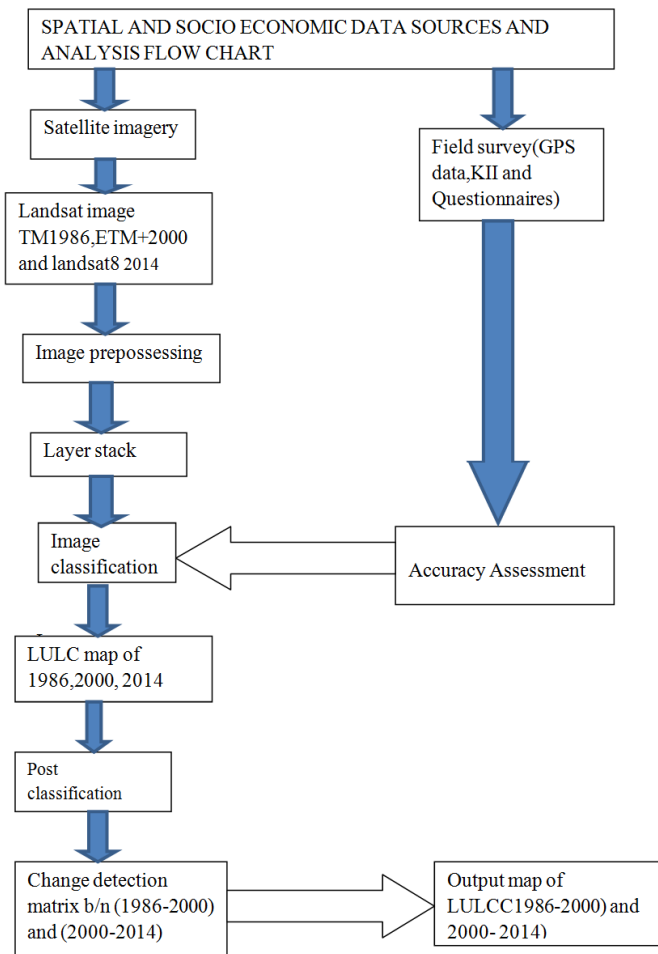 SPATIAL AND SOCIO ECONOMIC DATA SOURCES AND
ANALYSIS FLOW CHART
Satellite imagery
Field survey(GPS
data,KII and
Questionnaires)
Landsat image
TM1986,ETM+2000
and landsat8 2014
Image prepossessing
Layer stack
Image
classification
Accuracy Assessment
LULC map of
1986,2000, 2014
Post
classification
Change detection
matrix b/n (1986-2000)
and (2000-2014)
Output map of
LULCC1986-2000) and
2000- 2014)